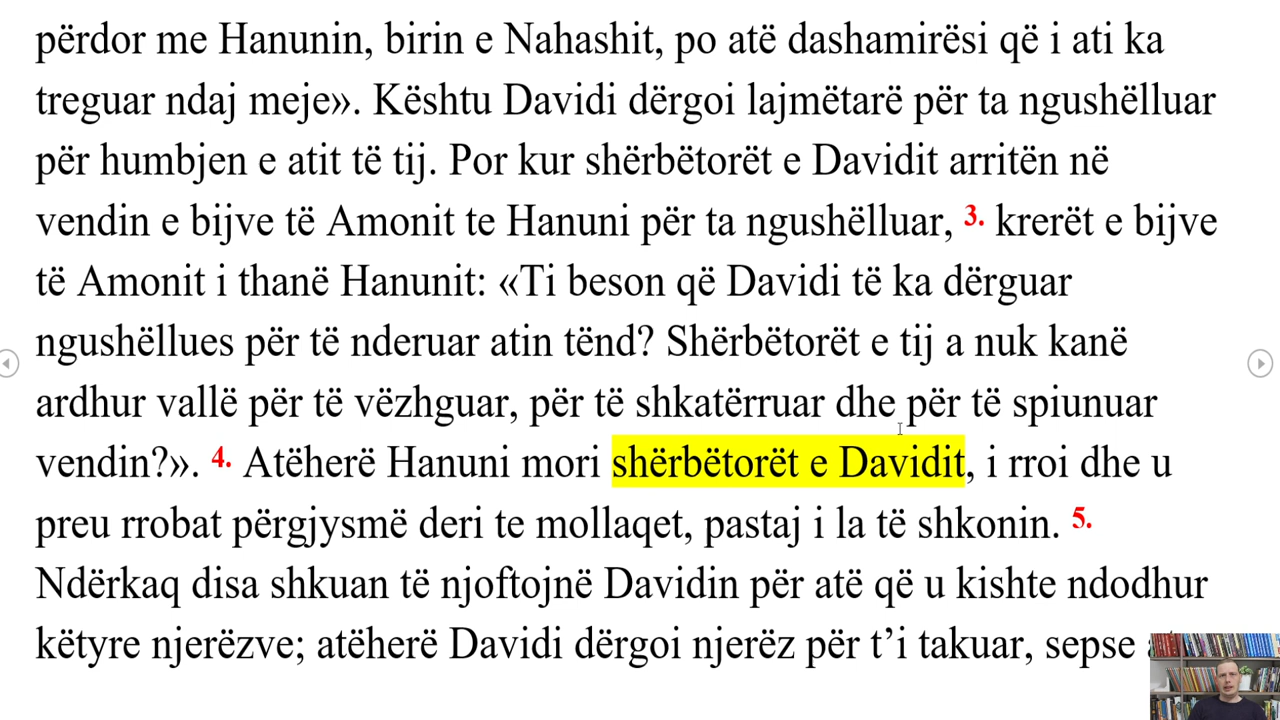 përdor me Hanunin, birin e Nahashit, po atë dashamirësi që i ati ka
treguar ndaj meje». Kështu Davidi dërgoi lajmëtarë për ta ngushëlluar
për humbjen e atit të tij. Por kur shërbëtorët e Davidit arritën në
vendin e bijve të Amonit te Hanuni për ta ngushëlluar, 3. krerët e bijve
të Amonit i thanë Hanunit: «Ti beson që Davidi të ka dërguar
ngushëllues për të nderuar atin tënd? Shërbëtorët e tij a nuk kanë
ardhur vallë për të vëzhguar, për të shkatërruar dhe për të spiunuar
vendin?». 4. Atëherë Hanuni mori shërbëtorët e Davidit, i rroi dhe u
preu rrobat përgjysmë deri te mollaqet, pastaj i la të shkonin. 5.
Ndërkaq disa shkuan të njoftojnë Davidin për atë që u kishte ndodhur
këtyre njerëzve; atëherë Davidi dërgoi njerëz për t’i takuar, sepse